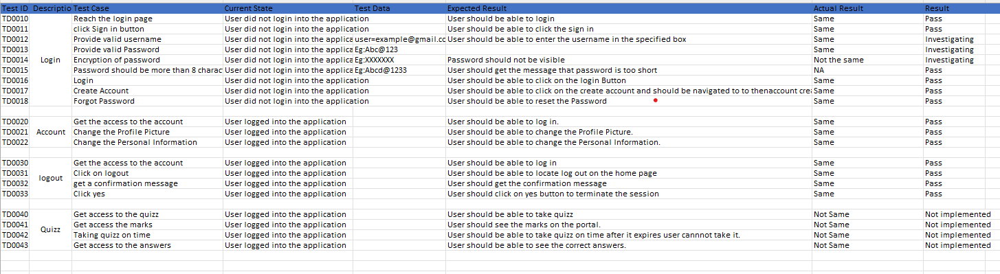 Test ID Descriptio Test Case Current State Test Data Expected Result Actual Result Result
TD0010 Reach the login page User did not login into the application User should be able to login Same Pass
TD0011 click Sign in button User did not login into the application User should be able to click the sign in Same Pass
TD0012 Provide valid username User did not login into the applica user=example@gmail.cc User should be able to enter the username in the specified box Same Investigating
TD0013 Provide valid Password User did not login into the applica Eg:Abc@123 Same Investigating
TD0014 Login Encryption of password User did not login into the applica Eg:XXXXXXX Password should not be visible Not the same Investigating
TD0015 Password should be more than 8 charac User did not login into the applica Eg:Abcd@1233 User should get the message that password is too short NA Pass
TD0016 Login User did not login into the application User should be able to click on the login Button Same Pass
TD0017 Create Account User did not login into the application User should be able to click on the create account and should be navigated to to thenaccount crea Same Pass
TD0018 Forgot Password User did not login into the application User should be able to reset the Password Same Pass
TD0020 Get the access to the account User logged into the application User should be able to log in. Same Pass
TD0021 Account Change the Profile Picture User logged into the application User should be able to change the Profile Picture. Same Pass
TD0022 Change the Personal Information User logged into the application User should be able to change the Personal Information. Same Pass
TD0030 Get the access to the account User logged into the application User should be able to log in Same Pass
TD0031 logout Click on logout User logged into the application User should be able to locate log out on the home page Same Pass
TD0032 get a confirmation message User logged into the application User should get the confirmation message Same Pass
TD0033 Click yes User logged into the application User should click on yes button to terminate the session Same Pass
TD0040 Get access to the quizz User logged into the application User should be able to take quizz Not Same Not implemented
TD0041 Quizz Get access the marks User logged into the application User should see the marks on the portal. Not Same Not implemented
TD0042 Taking quizz on time User logged into the application User should be able to take quizz on time after it expires user cannnot take it. Not Same Not implemented
TD0043 Get access to the answers User logged into the application User should be able to see the correct answers. Not Same Not implemented